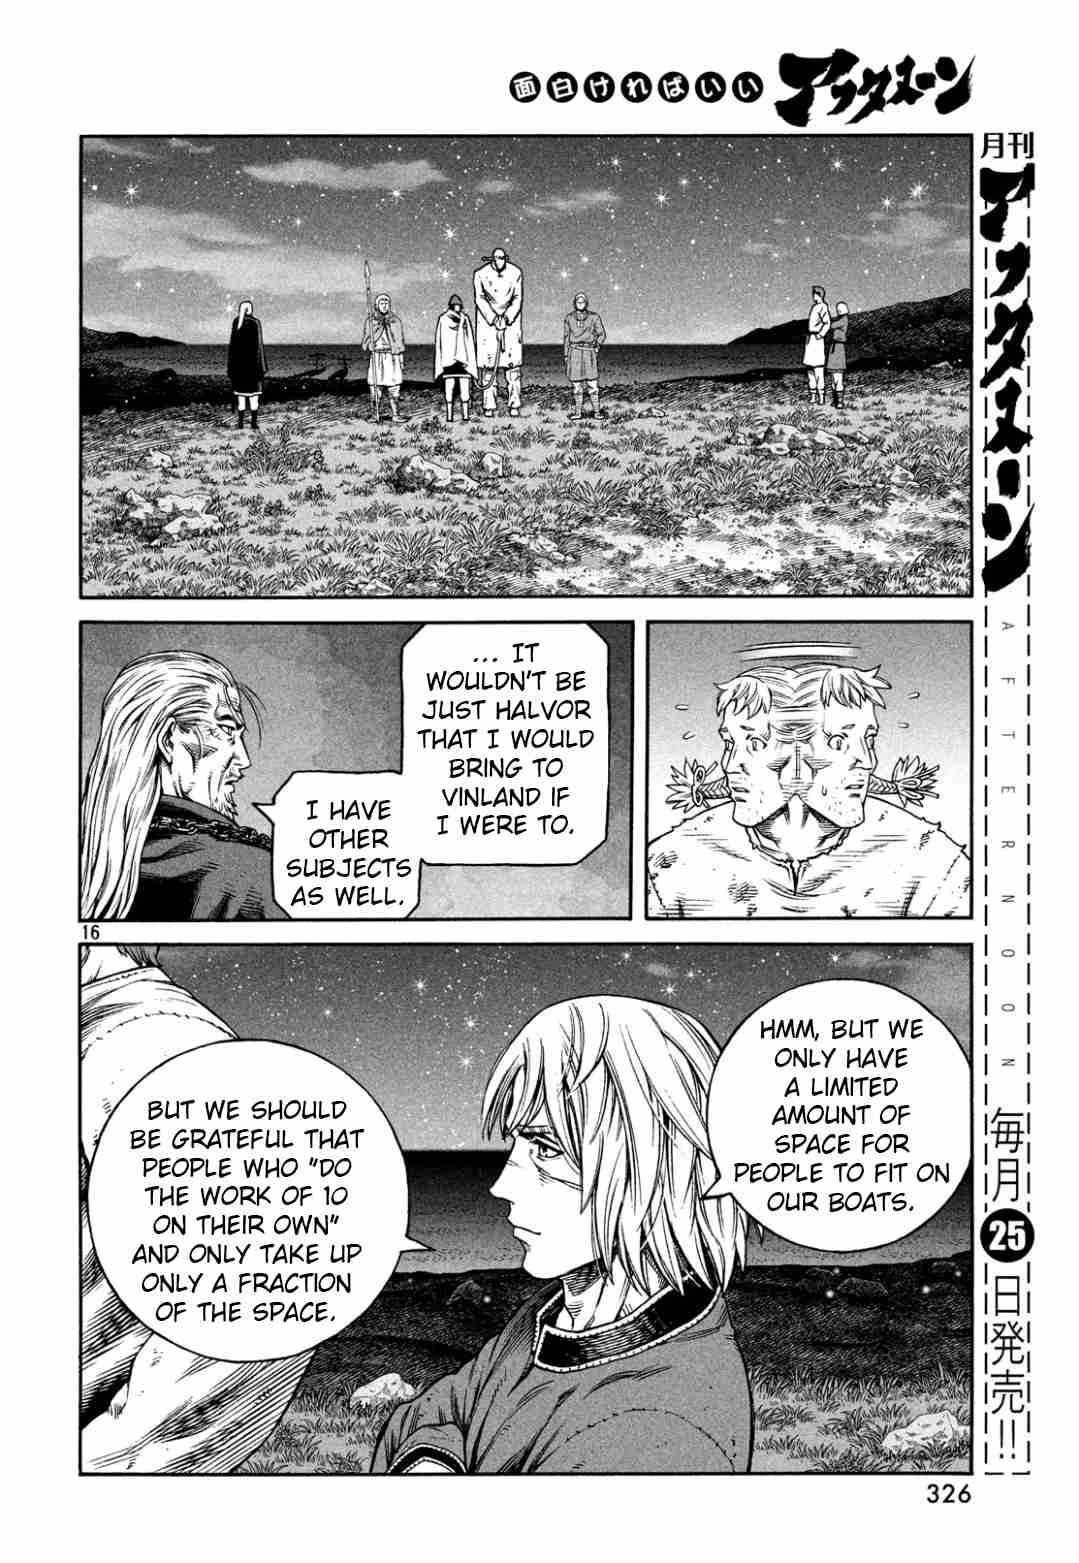 面白ければいい アフタヌーン
月刊
アフタヌーン
AFTERNOON
毎月25日発売!!
... IT
WOULDN'T BE
JUST HALVOR
THAT I WOULD
BRING TO
VINLAND IF
I WERE TO.
I HAVE
OTHER
SUBJECTS
AS WELL.
16
HMM, BUT WE
ONLY HAVE
A LIMITED
AMOUNT OF
SPACE FOR
PEOPLE TO FIT ON
OUR BOATS.
BUT WE SHOULD
BE GRATEFUL THAT
PEOPLE WHO "DO
THE WORK OF 10
ON THEIR OWN"
AND ONLY TAKE UP
ONLY A FRACTION
OF THE SPACE.
326